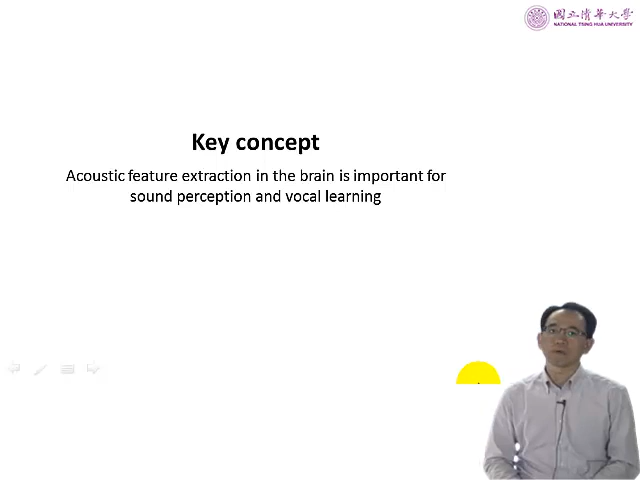 國立清華大學
NATIONAL TSING HUA UNIVERSITY
Key concept
Acoustic feature extraction in the brain is important for
sound perception and vocal learning